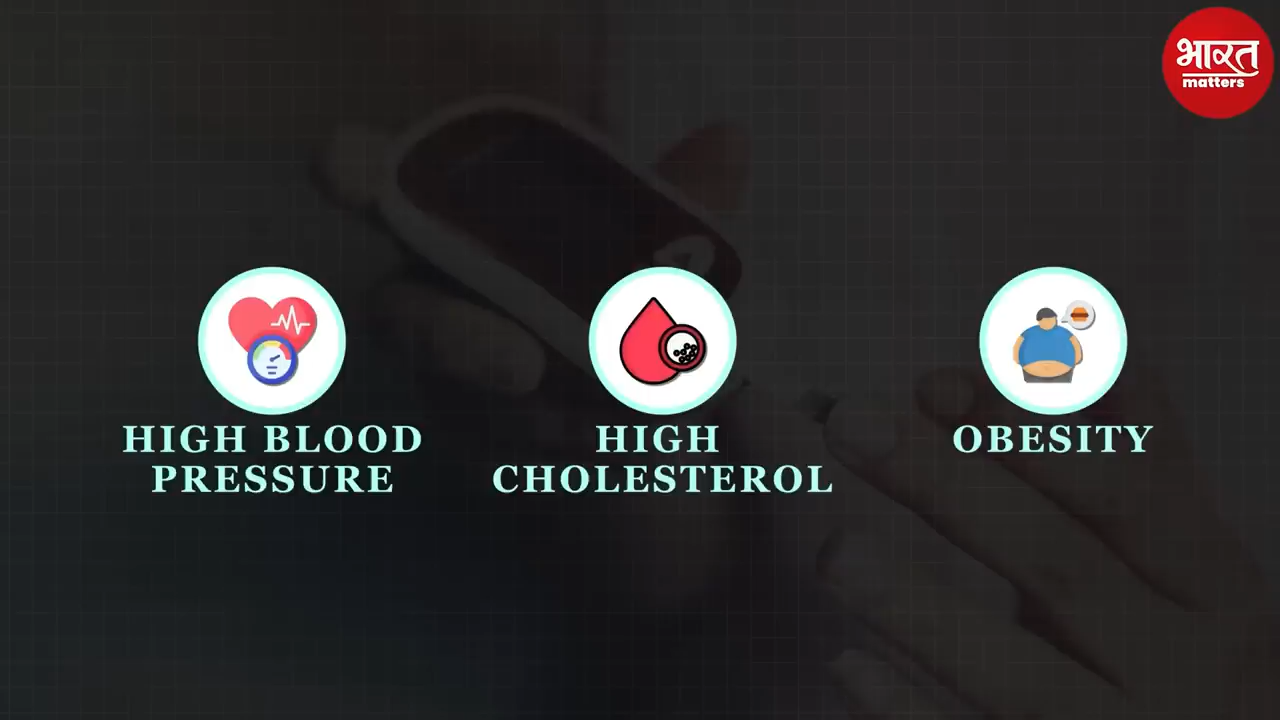 भारत
matters
HIGH BLOOD
PRESSURE
HIGH
CHOLESTEROL
OBESITY